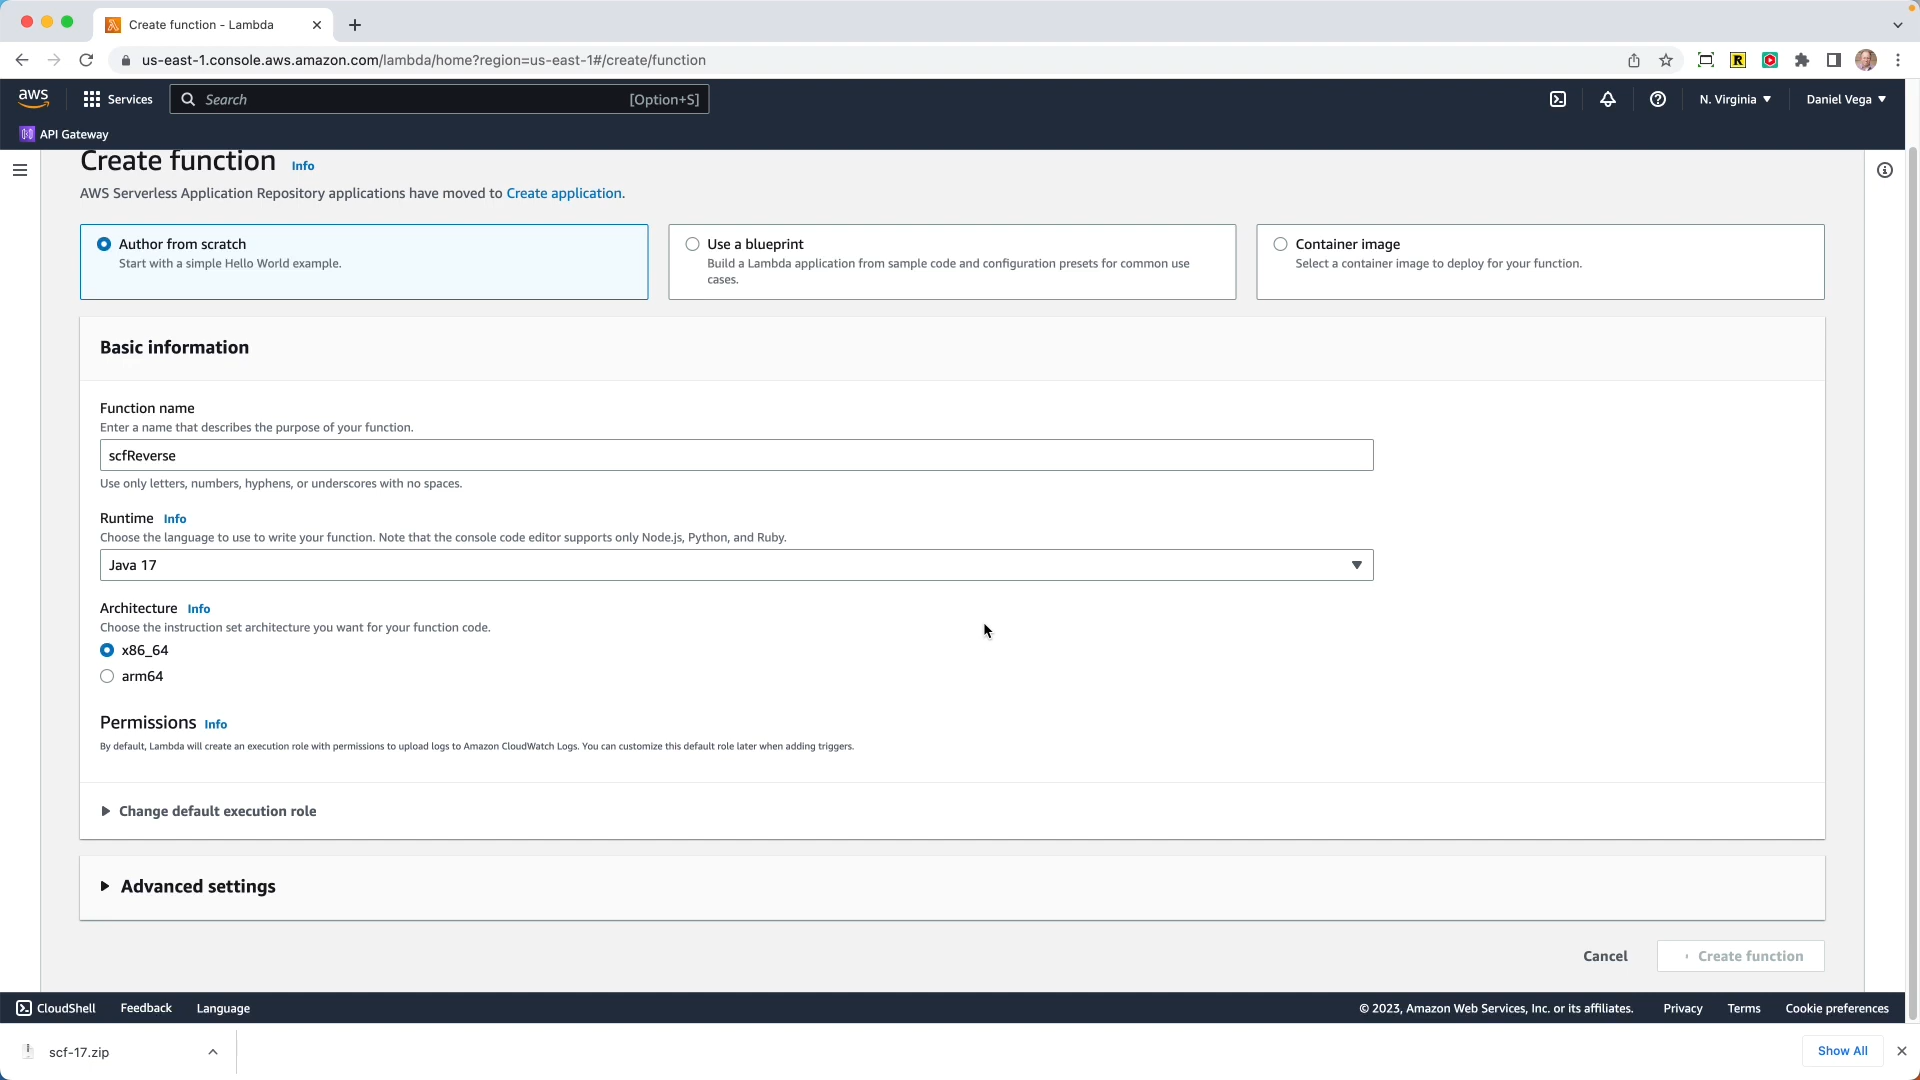 Create function - Lambda
us-east-1.console.aws.amazon.com/lambda/home?region=us-east-1#/create/function
aws
Services
Search
[Option+S]
N. Virginia
Daniel Vega
API Gateway
Create function Info
AWS Serverless Application Repository applications have moved to Create application.
Author from scratch
Start with a simple Hello World example.
Use a blueprint
Build a Lambda application from sample code and configuration presets for common use
cases.
Container image
Select a container image to deploy for your function.
Basic information
Function name
Enter a name that describes the purpose of your function.
scfReverse
Use only letters, numbers, hyphens, or underscores with no spaces.
Runtime Info
Choose the language to use to write your function. Note that the console code editor supports only Node.js, Python, and Ruby.
Java 17
Architecture Info
Choose the instruction set architecture you want for your function code.
x86_64
arm64
Permissions Info
By default, Lambda will create an execution role with permissions to upload logs to Amazon CloudWatch Logs. You can customize this default role later when adding triggers.
Change default execution role
Advanced settings
Cancel
Create function
CloudShell
Feedback
Language
© 2023, Amazon Web Services, Inc. or its affiliates.
Privacy
Terms
Cookie preferences
scf-17.zip
Show All